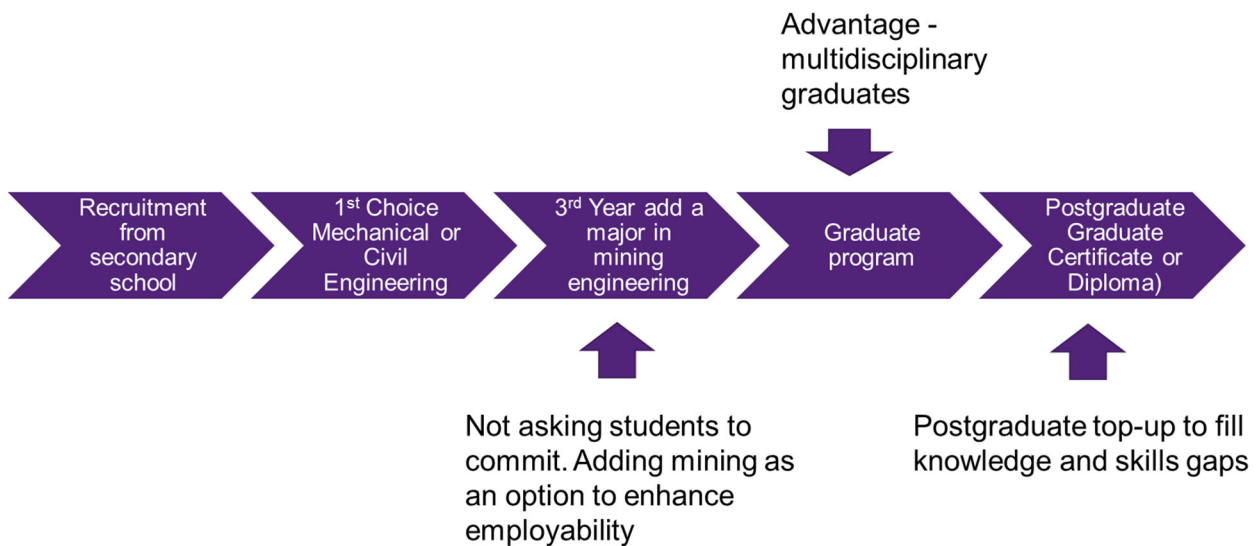 Advantage -
multidisciplinary
graduates
Recruitment
from
secondary
school
1st Choice
Mechanical or
Civil
Engineering
3rd Year add a
major in
mining
engineering
Graduate
program
Postgraduate
Graduate
Certificate or
Diploma)
Not asking students to
commit. Adding mining as
an option to enhance
employability
Postgraduate top-up to fill
knowledge and skills gaps